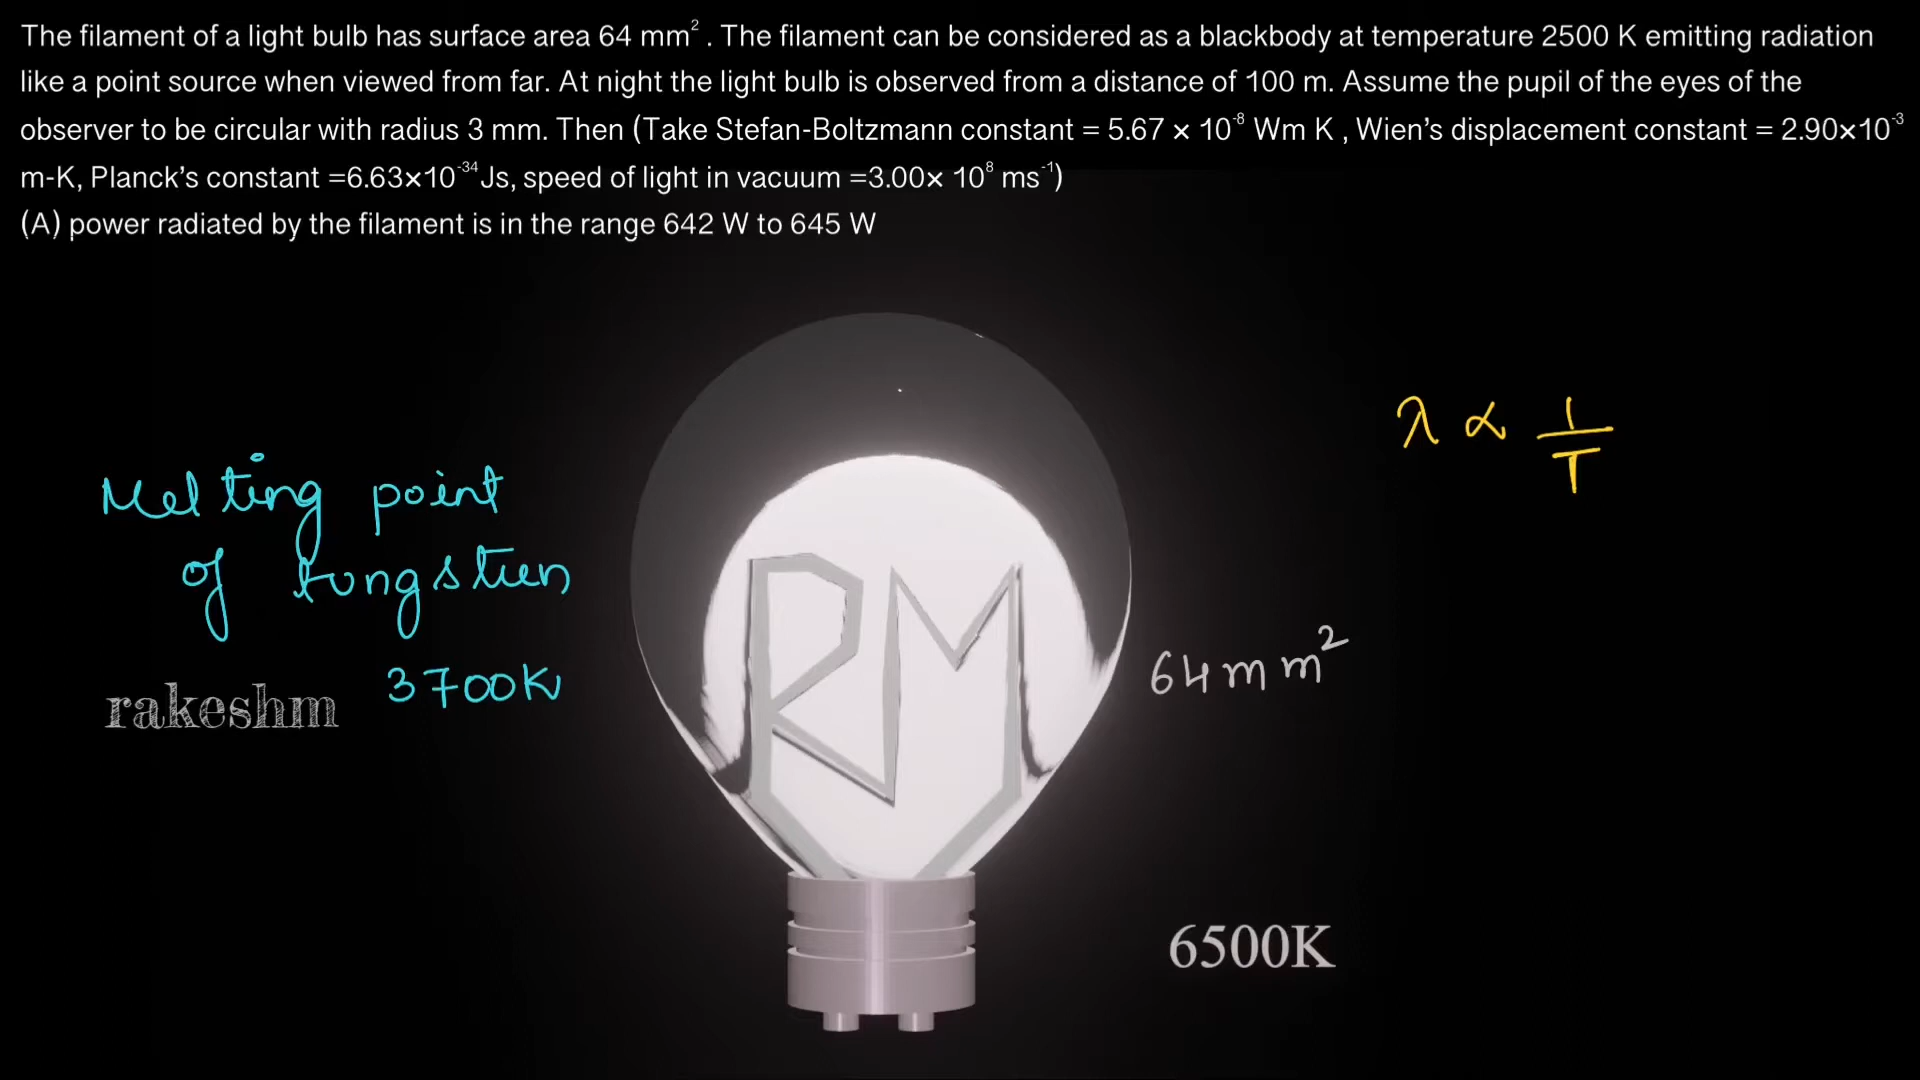 The filament of a light bulb has surface area 64 mm². The filament can be considered as a blackbody at temperature 2500 K emitting radiation
like a point source when viewed from far. At night the light bulb is observed from a distance of 100 m. Assume the pupil of the eyes of the
observer to be circular with radius 3 mm. Then (Take Stefan-Boltzmann constant = 5.67 × 10⁻⁸ Wm K , Wien’s displacement constant = 2.90×10⁻³
m-K, Planck’s constant =6.63×10⁻³⁴ Js, speed of light in vacuum =3.00× 10⁸ ms⁻¹)
(A) power radiated by the filament is in the range 642 W to 645 W
λ ∝ 1/T
Melting point
of tungstien
3700K
rakeshm
RM
64mm²
6500K